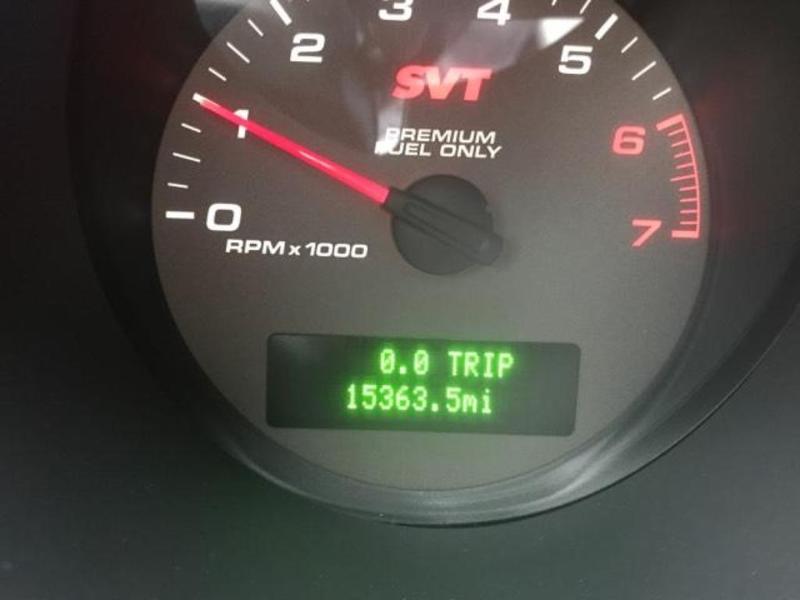 3
4
2
5
SVT
1
PREMIUM
FUEL ONLY
6
0
7
RPM x 1000
0.0 TRIP
15363.5mi